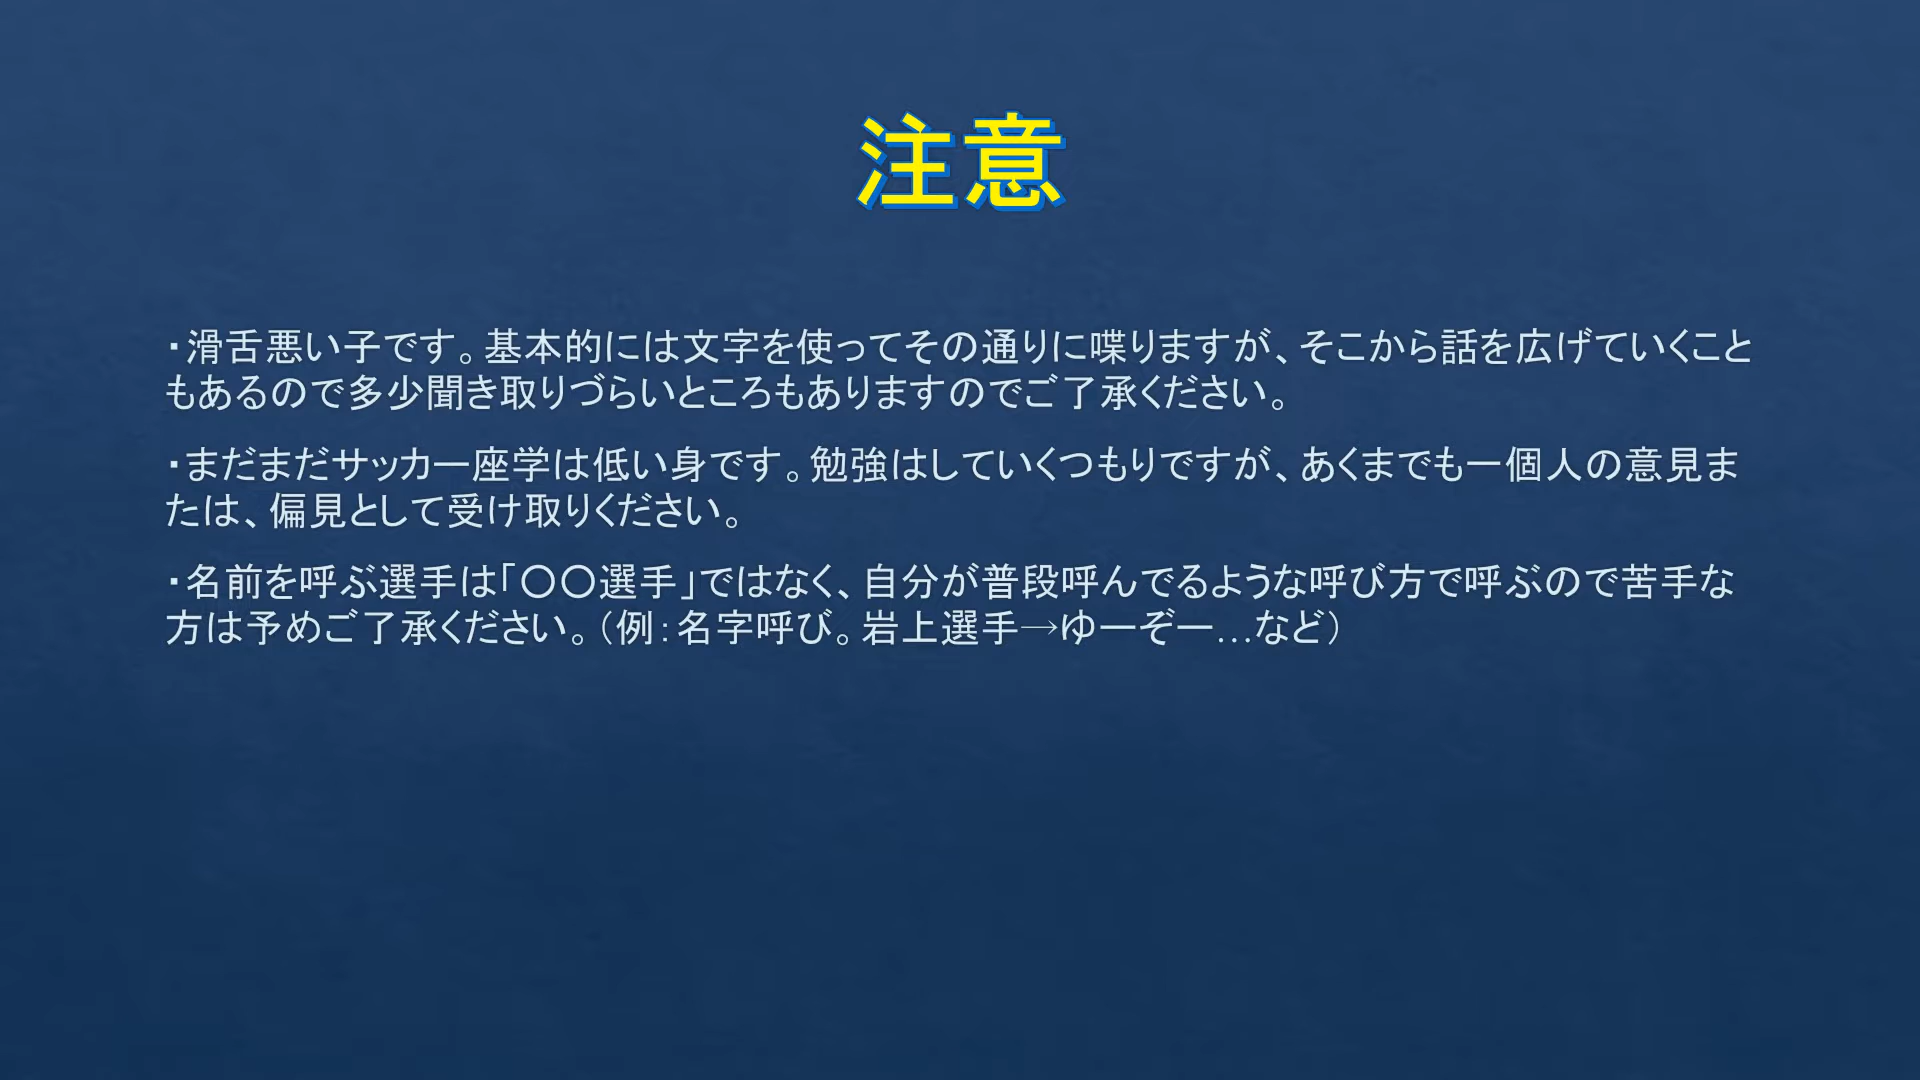 注意
・滑舌悪い子です。基本的には文字を使ってその通りに喋りますが、そこから話を広げていくこと
もあるので多少聞き取りづらいところもありますのでご了承ください。
・まだまだサッカー座学は低い身です。勉強はしていくつもりですが、あくまでも一個人の意見ま
たは、偏見として受け取りください。
・名前を呼ぶ選手は「〇〇選手」ではなく、自分が普段呼んでるような呼び方で呼ぶので苦手な
方は予めご了承ください。（例：名字呼び。岩上選手→ゆーぞー…など）